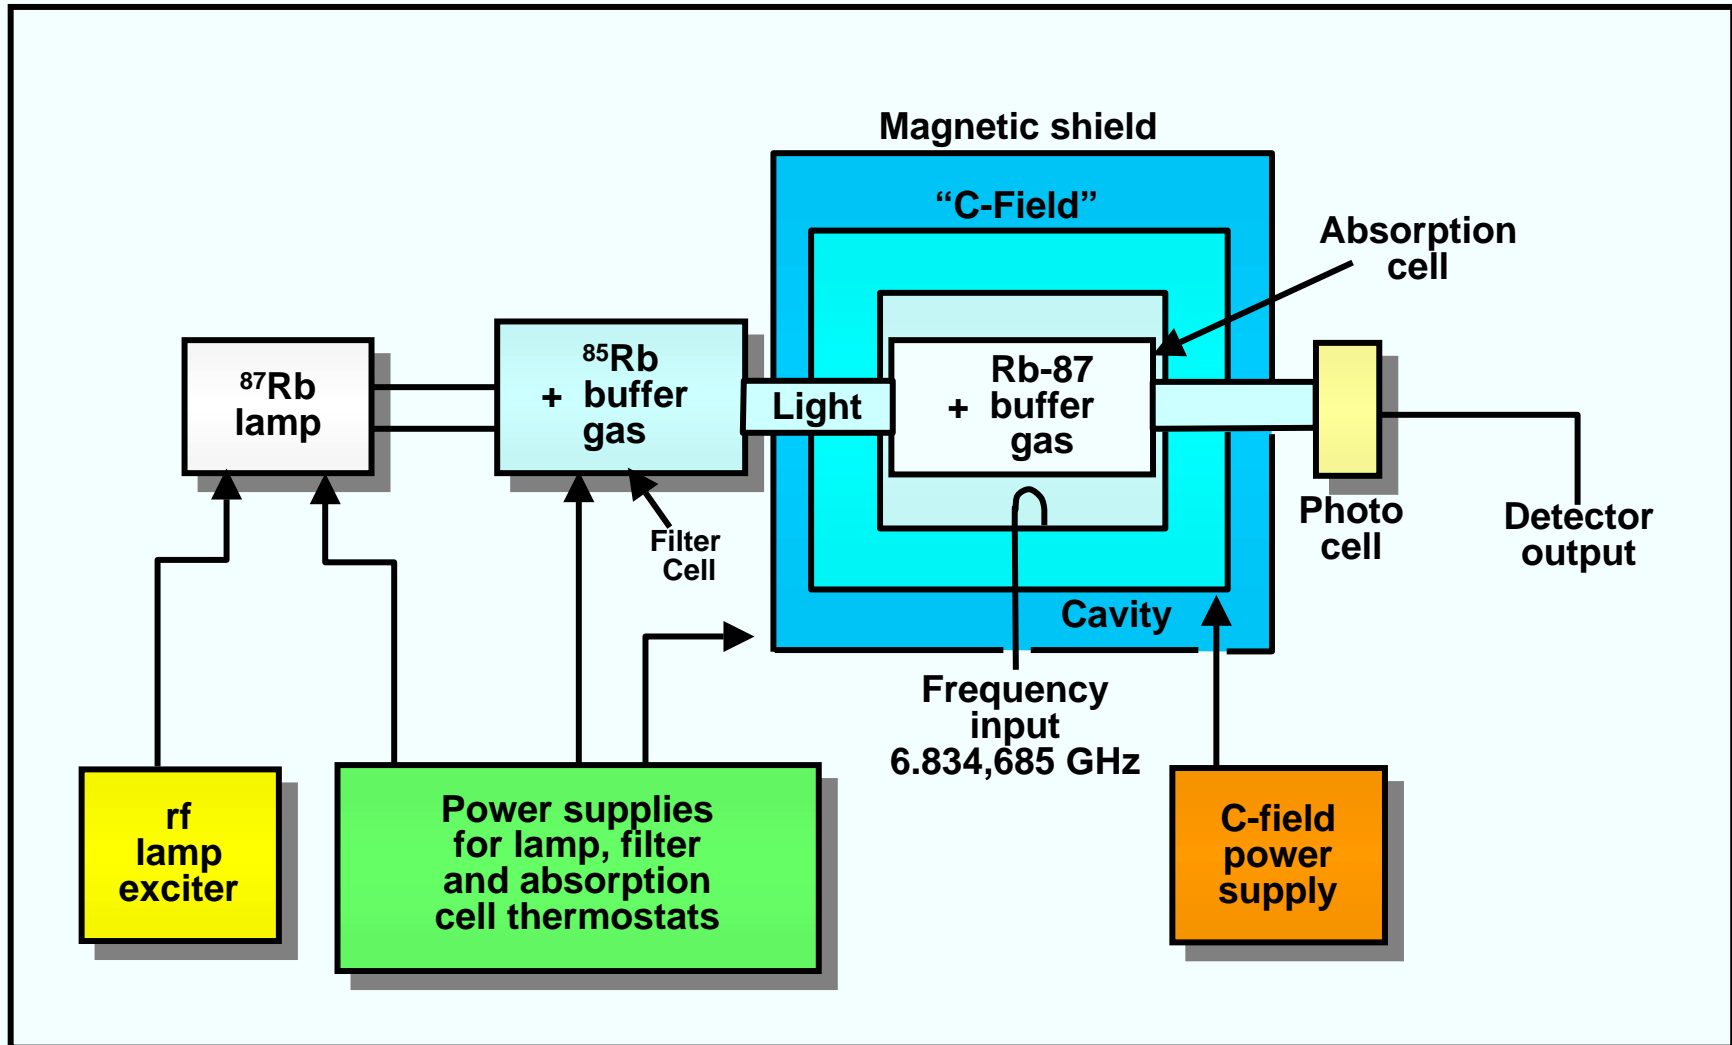 Magnetic shield
“C-Field”
Absorption
cell
⁸⁷Rb
lamp
⁸⁵Rb
+ buffer
gas
Light
Rb-87
+ buffer
gas
Filter
Cell
Photo
cell
Detector
output
Cavity
Frequency
input
6.834,685 GHz
rf
lamp
exciter
Power supplies
for lamp, filter
and absorption
cell thermostats
C-field
power
supply